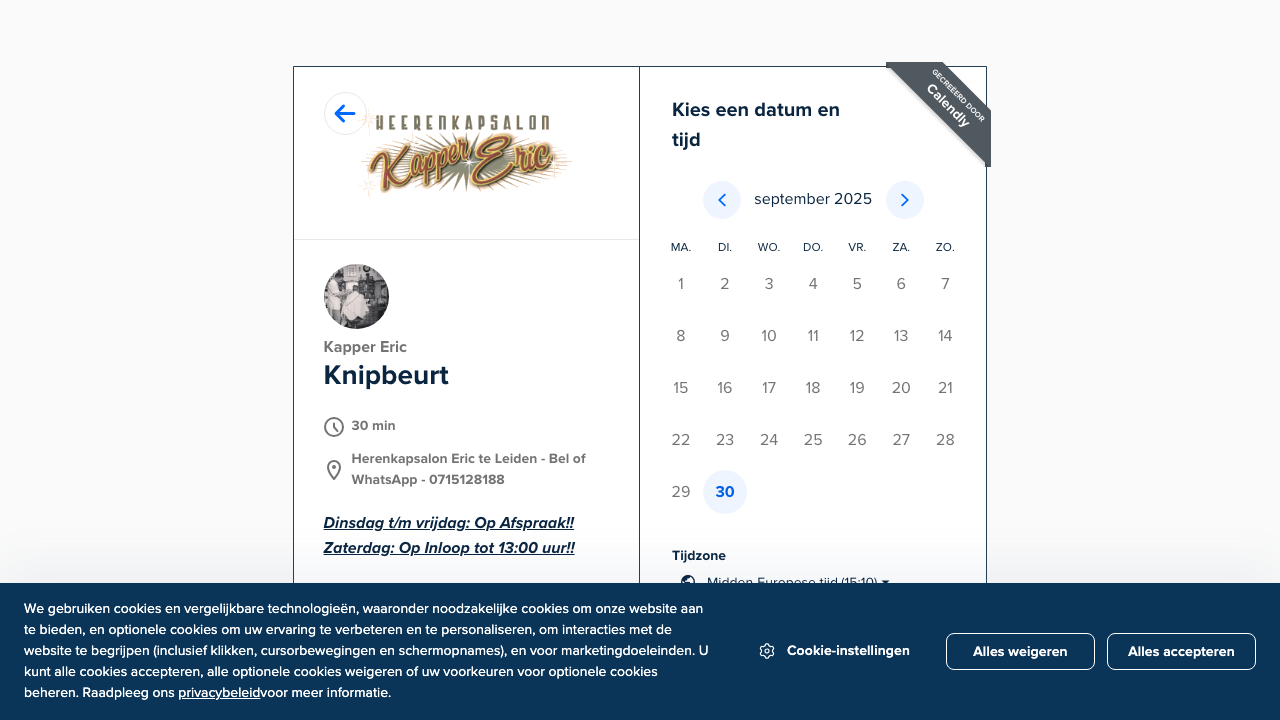 HEERENKAPSALON
Kapper Eric
Kapper Eric
Knipbeurt
30 min
Herenkapsalon Eric te Leiden - Bel of
WhatsApp - 0715128188
Dinsdag t/m vrijdag: Op Afspraak!!
Zaterdag: Op Inloop tot 13:00 uur!!
Kies een datum en
tijd
GECREËERD DOOR
Calendly
september 2025
MA. DI. WO. DO. VR. ZA. ZO.
1 2 3 4 5 6 7
8 9 10 11 12 13 14
15 16 17 18 19 20 21
22 23 24 25 26 27 28
29 30
Tijdzone
Midden Europese tijd (15:10)
We gebruiken cookies en vergelijkbare technologieën, waaronder noodzakelijke cookies om onze website aan
te bieden, en optionele cookies om uw ervaring te verbeteren en te personaliseren, om interacties met de
website te begrijpen (inclusief klikken, cursorbewegingen en schermopnames), en voor marketingdoeleinden. U
kunt alle cookies accepteren, alle optionele cookies weigeren of uw voorkeuren voor optionele cookies
beheren. Raadpleeg ons privacybeleidvoor meer informatie.
Cookie-instellingen
Alles weigeren
Alles accepteren